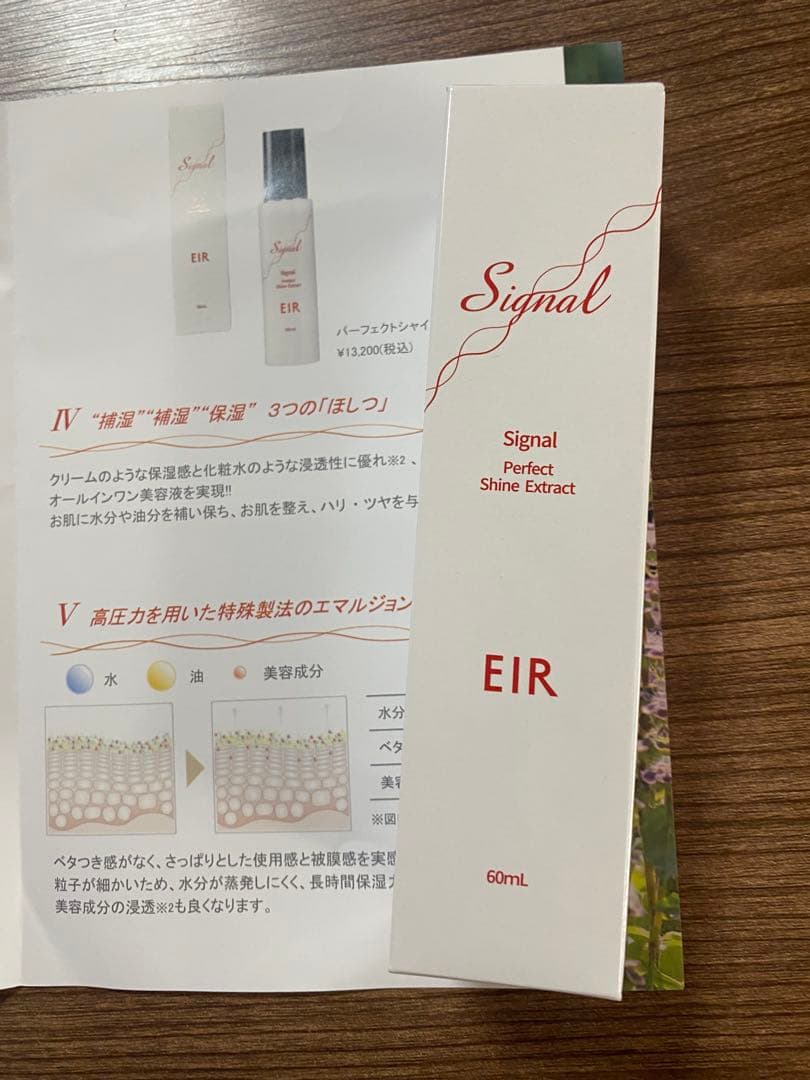 Signal
EIR
Signal
Signal
Perfect
Shine Extract
EIR
パーフェクトシャイ
¥13,200(税込)
Ⅳ “捕湿”“補湿”“保湿” 3つの「ほしつ」
クリームのような保湿感と化粧水のような浸透性に優れ※2、
オールインワン美容液を実現!!
お肌に水分や油分を補い保ち、お肌を整え、ハリ・ツヤを与
Ⅴ 高圧力を用いた特殊製法のエマルジョン
水 油 美容成分
水分
ベタ
美容
※図
ベタつき感がなく、さっぱりとした使用感と被膜感を実感
粒子が細かいため、水分が蒸発しにくく、長時間保湿力
美容成分の浸透※2も良くなります。
Signal
Signal
Perfect
Shine Extract
EIR
60mL